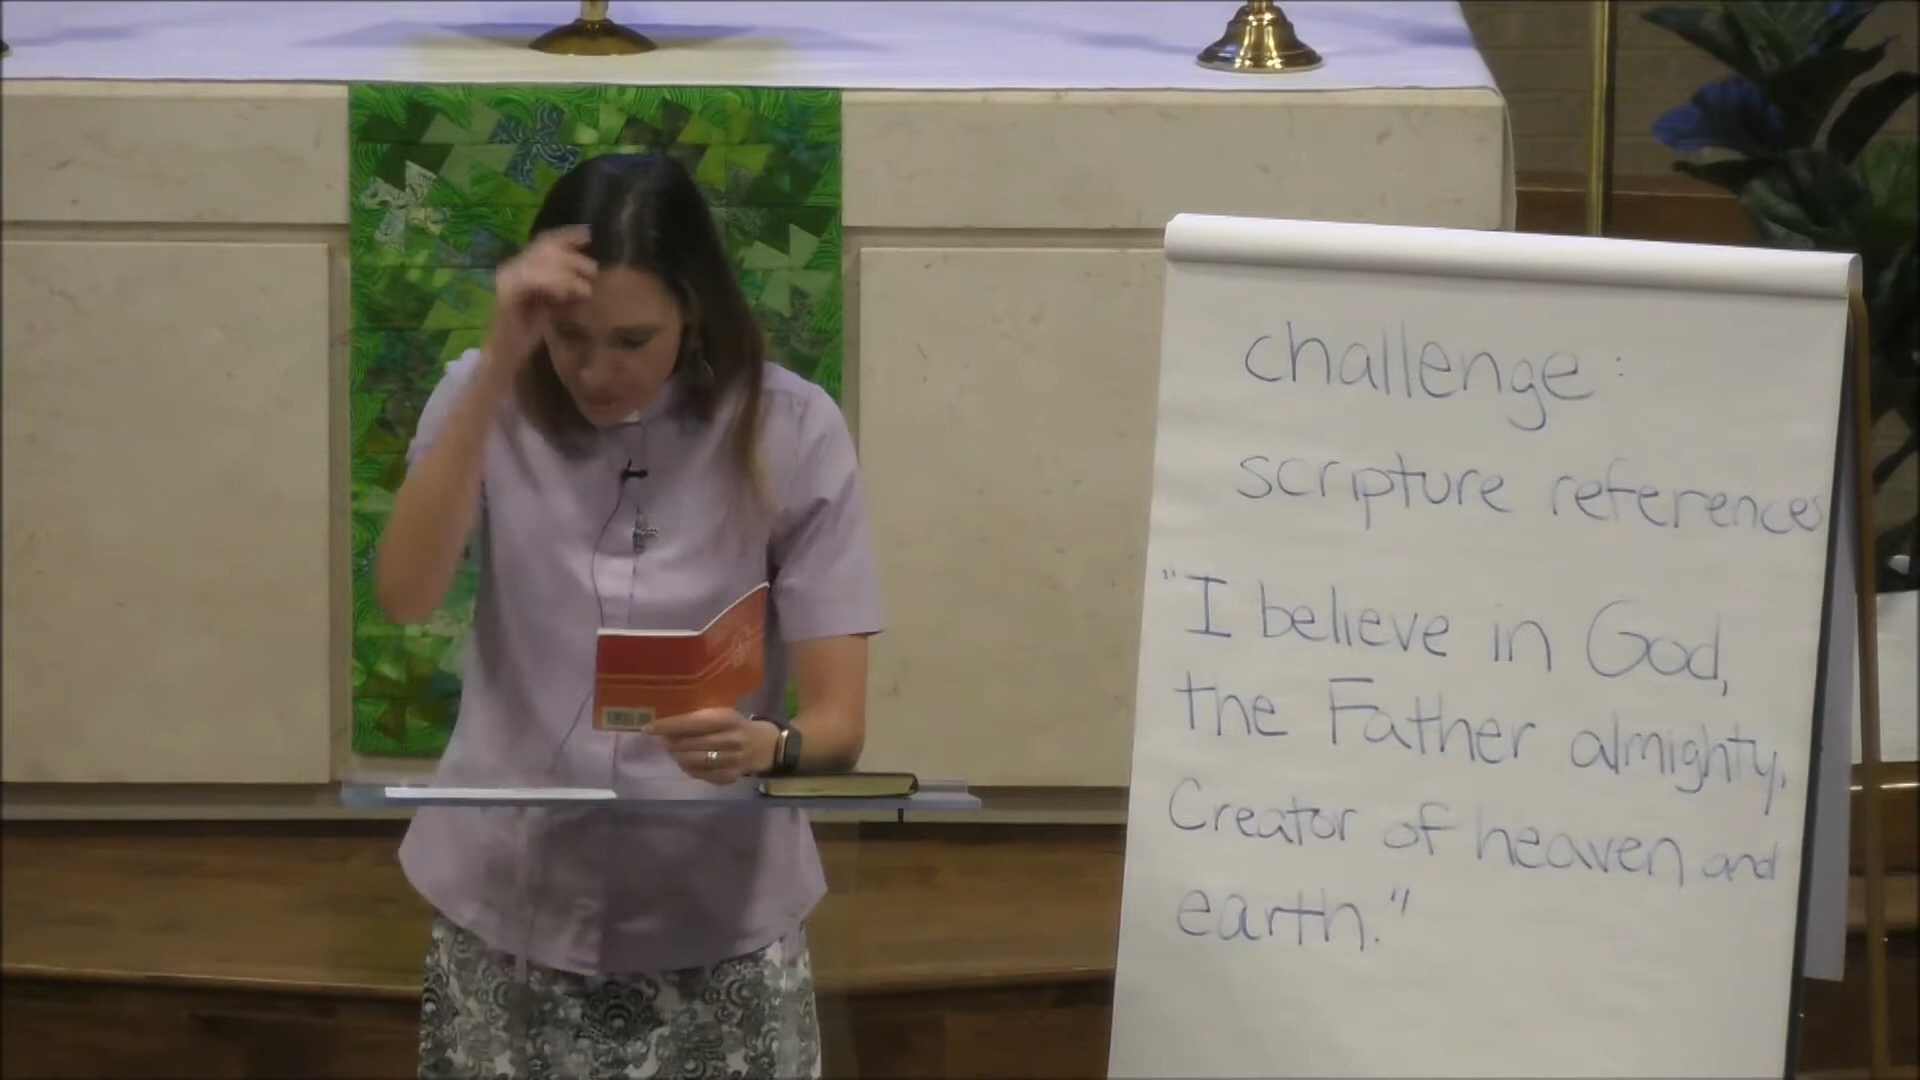 challenge:
scripture references
"I believe in God,
the Father almighty,
Creator of heaven and
earth."